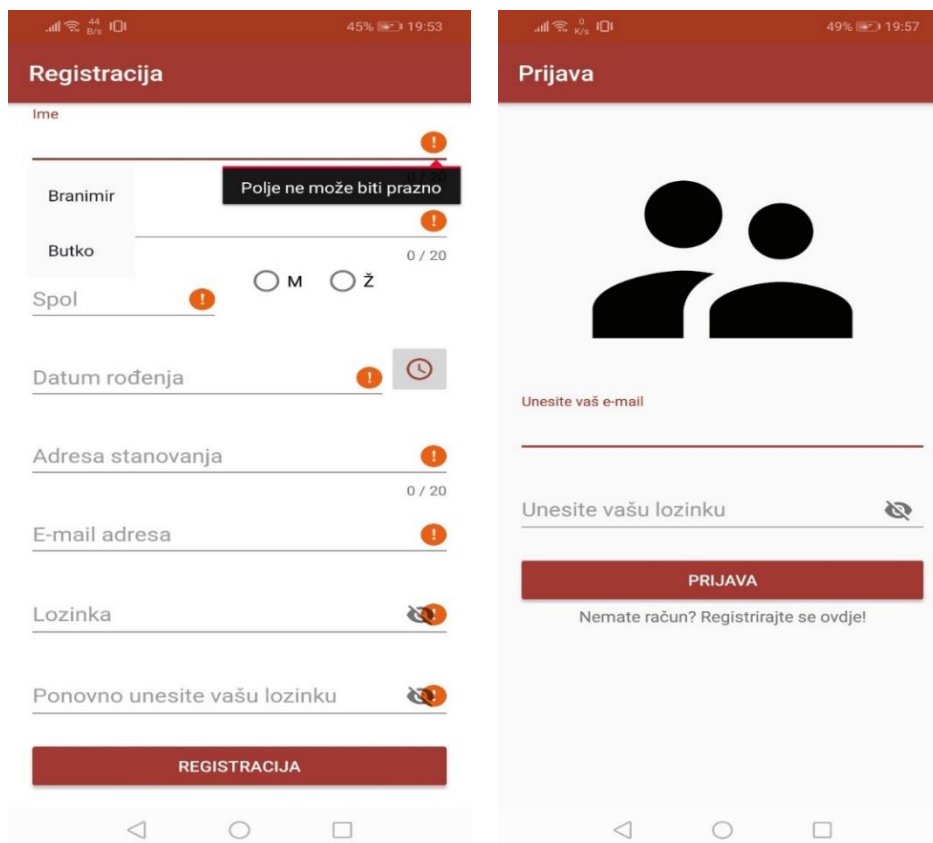 44
B/s
45%
19:53
Registracija
Ime
Polje ne može biti prazno
Branimir
Butko
0 / 20
M
Ž
Spol
Datum rođenja
Adresa stanovanja
0 / 20
E-mail adresa
Lozinka
Ponovno unesite vašu lozinku
REGISTRACIJA
0
K/s
49%
19:57
Prijava
Unesite vaš e-mail
Unesite vašu lozinku
PRIJAVA
Nemate račun? Registrirajte se ovdje!